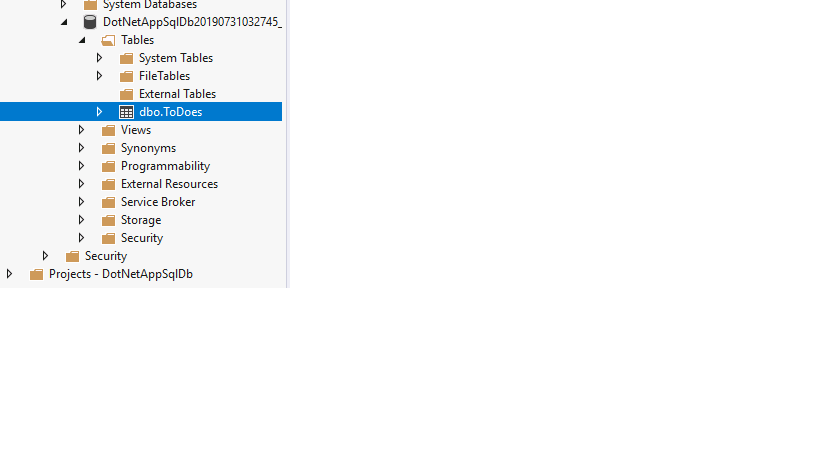 System Databases
DotNetAppSqlDb20190731032745_
Tables
System Tables
FileTables
External Tables
dbo.ToDoes
Views
Synonyms
Programmability
External Resources
Service Broker
Storage
Security
Security
Projects - DotNetAppSqlDb